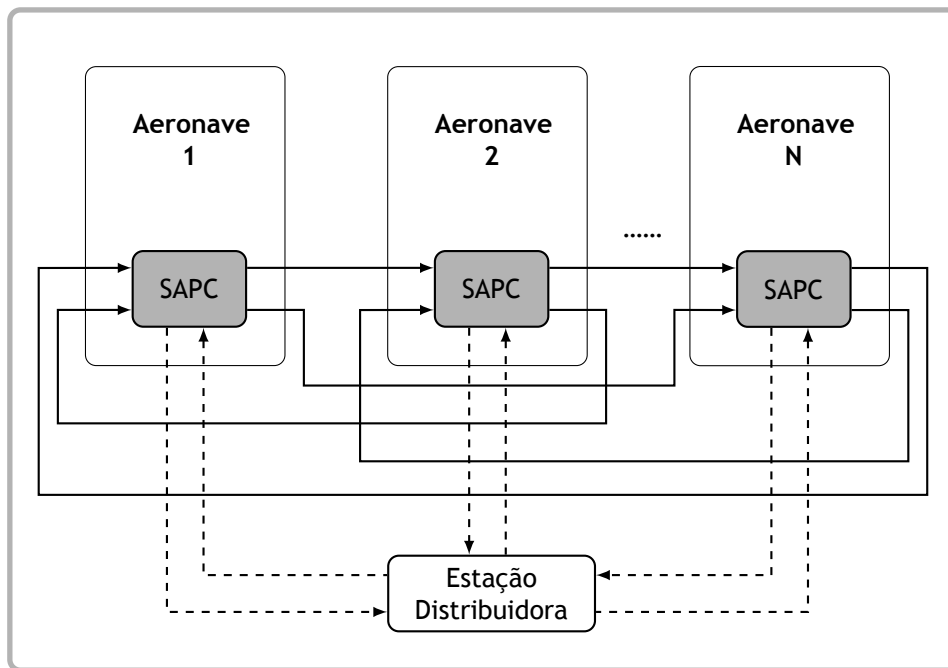 Aeronave
1
Aeronave
2
Aeronave
N
......
SAPC
SAPC
SAPC
Estação
Distribuidora